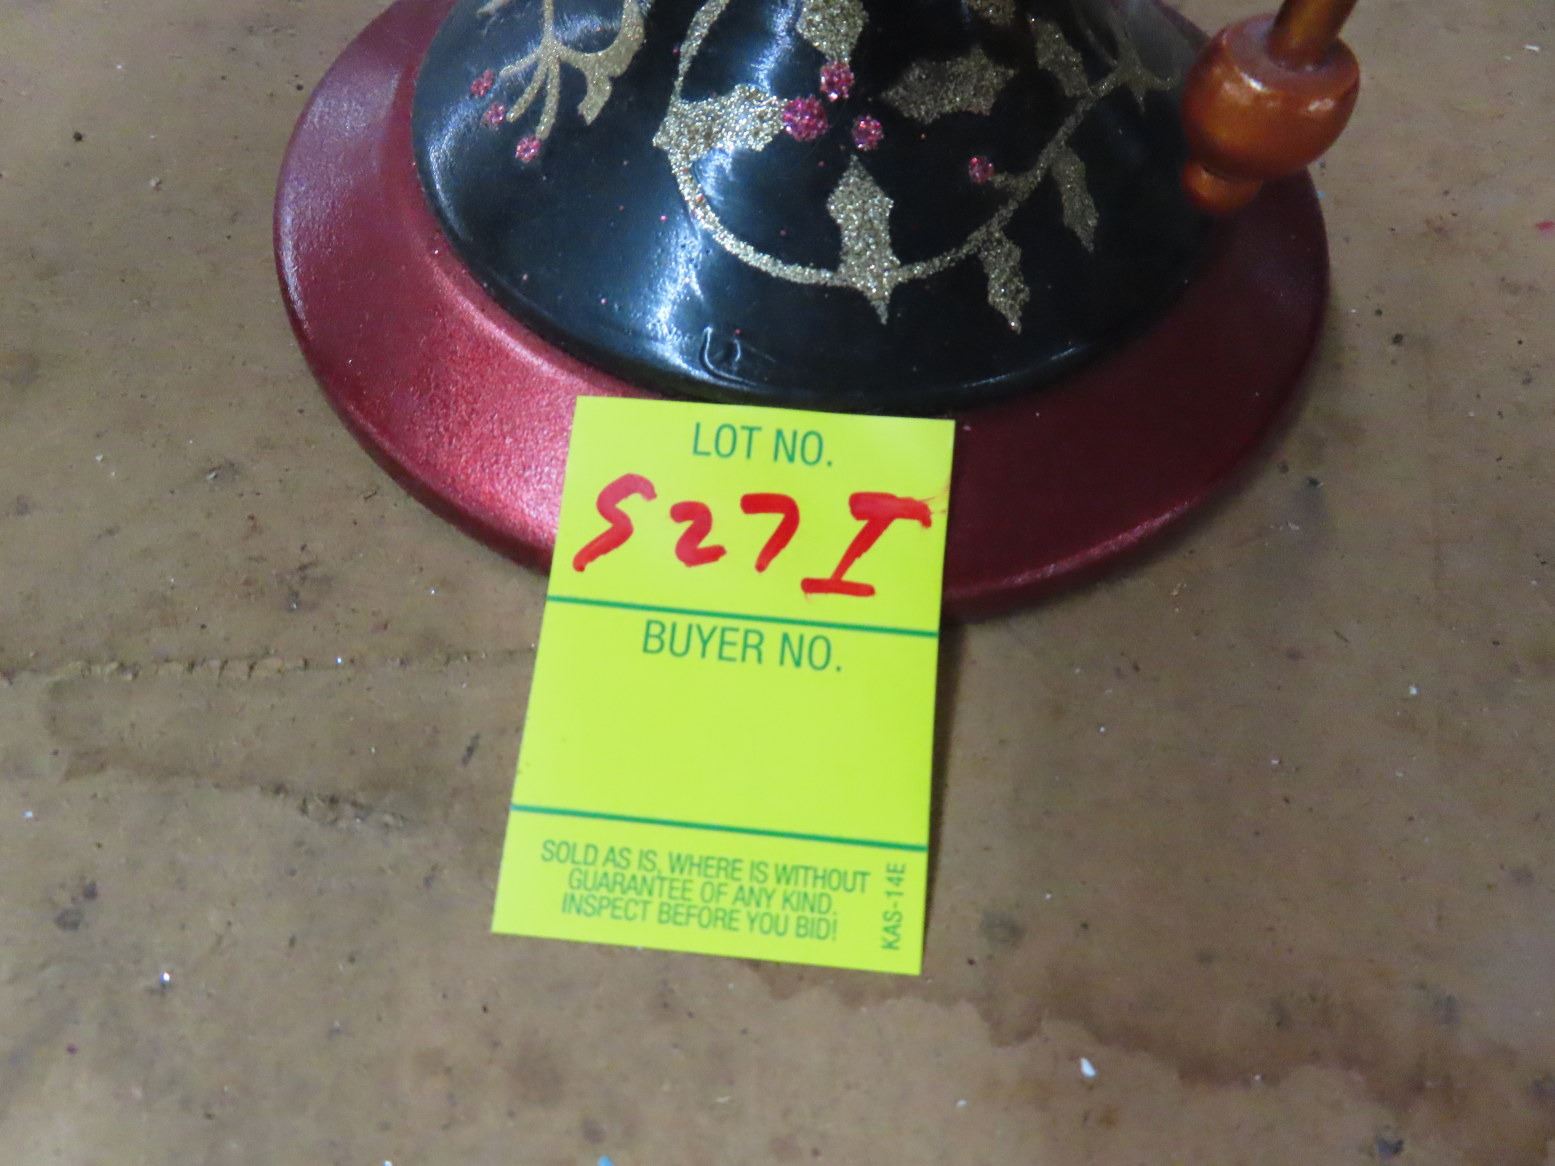 LOT NO.
527I
BUYER NO.
SOLD AS IS, WHERE IS WITHOUT
GUARANTEE OF ANY KIND.
INSPECT BEFORE YOU BID!
KAS-14E